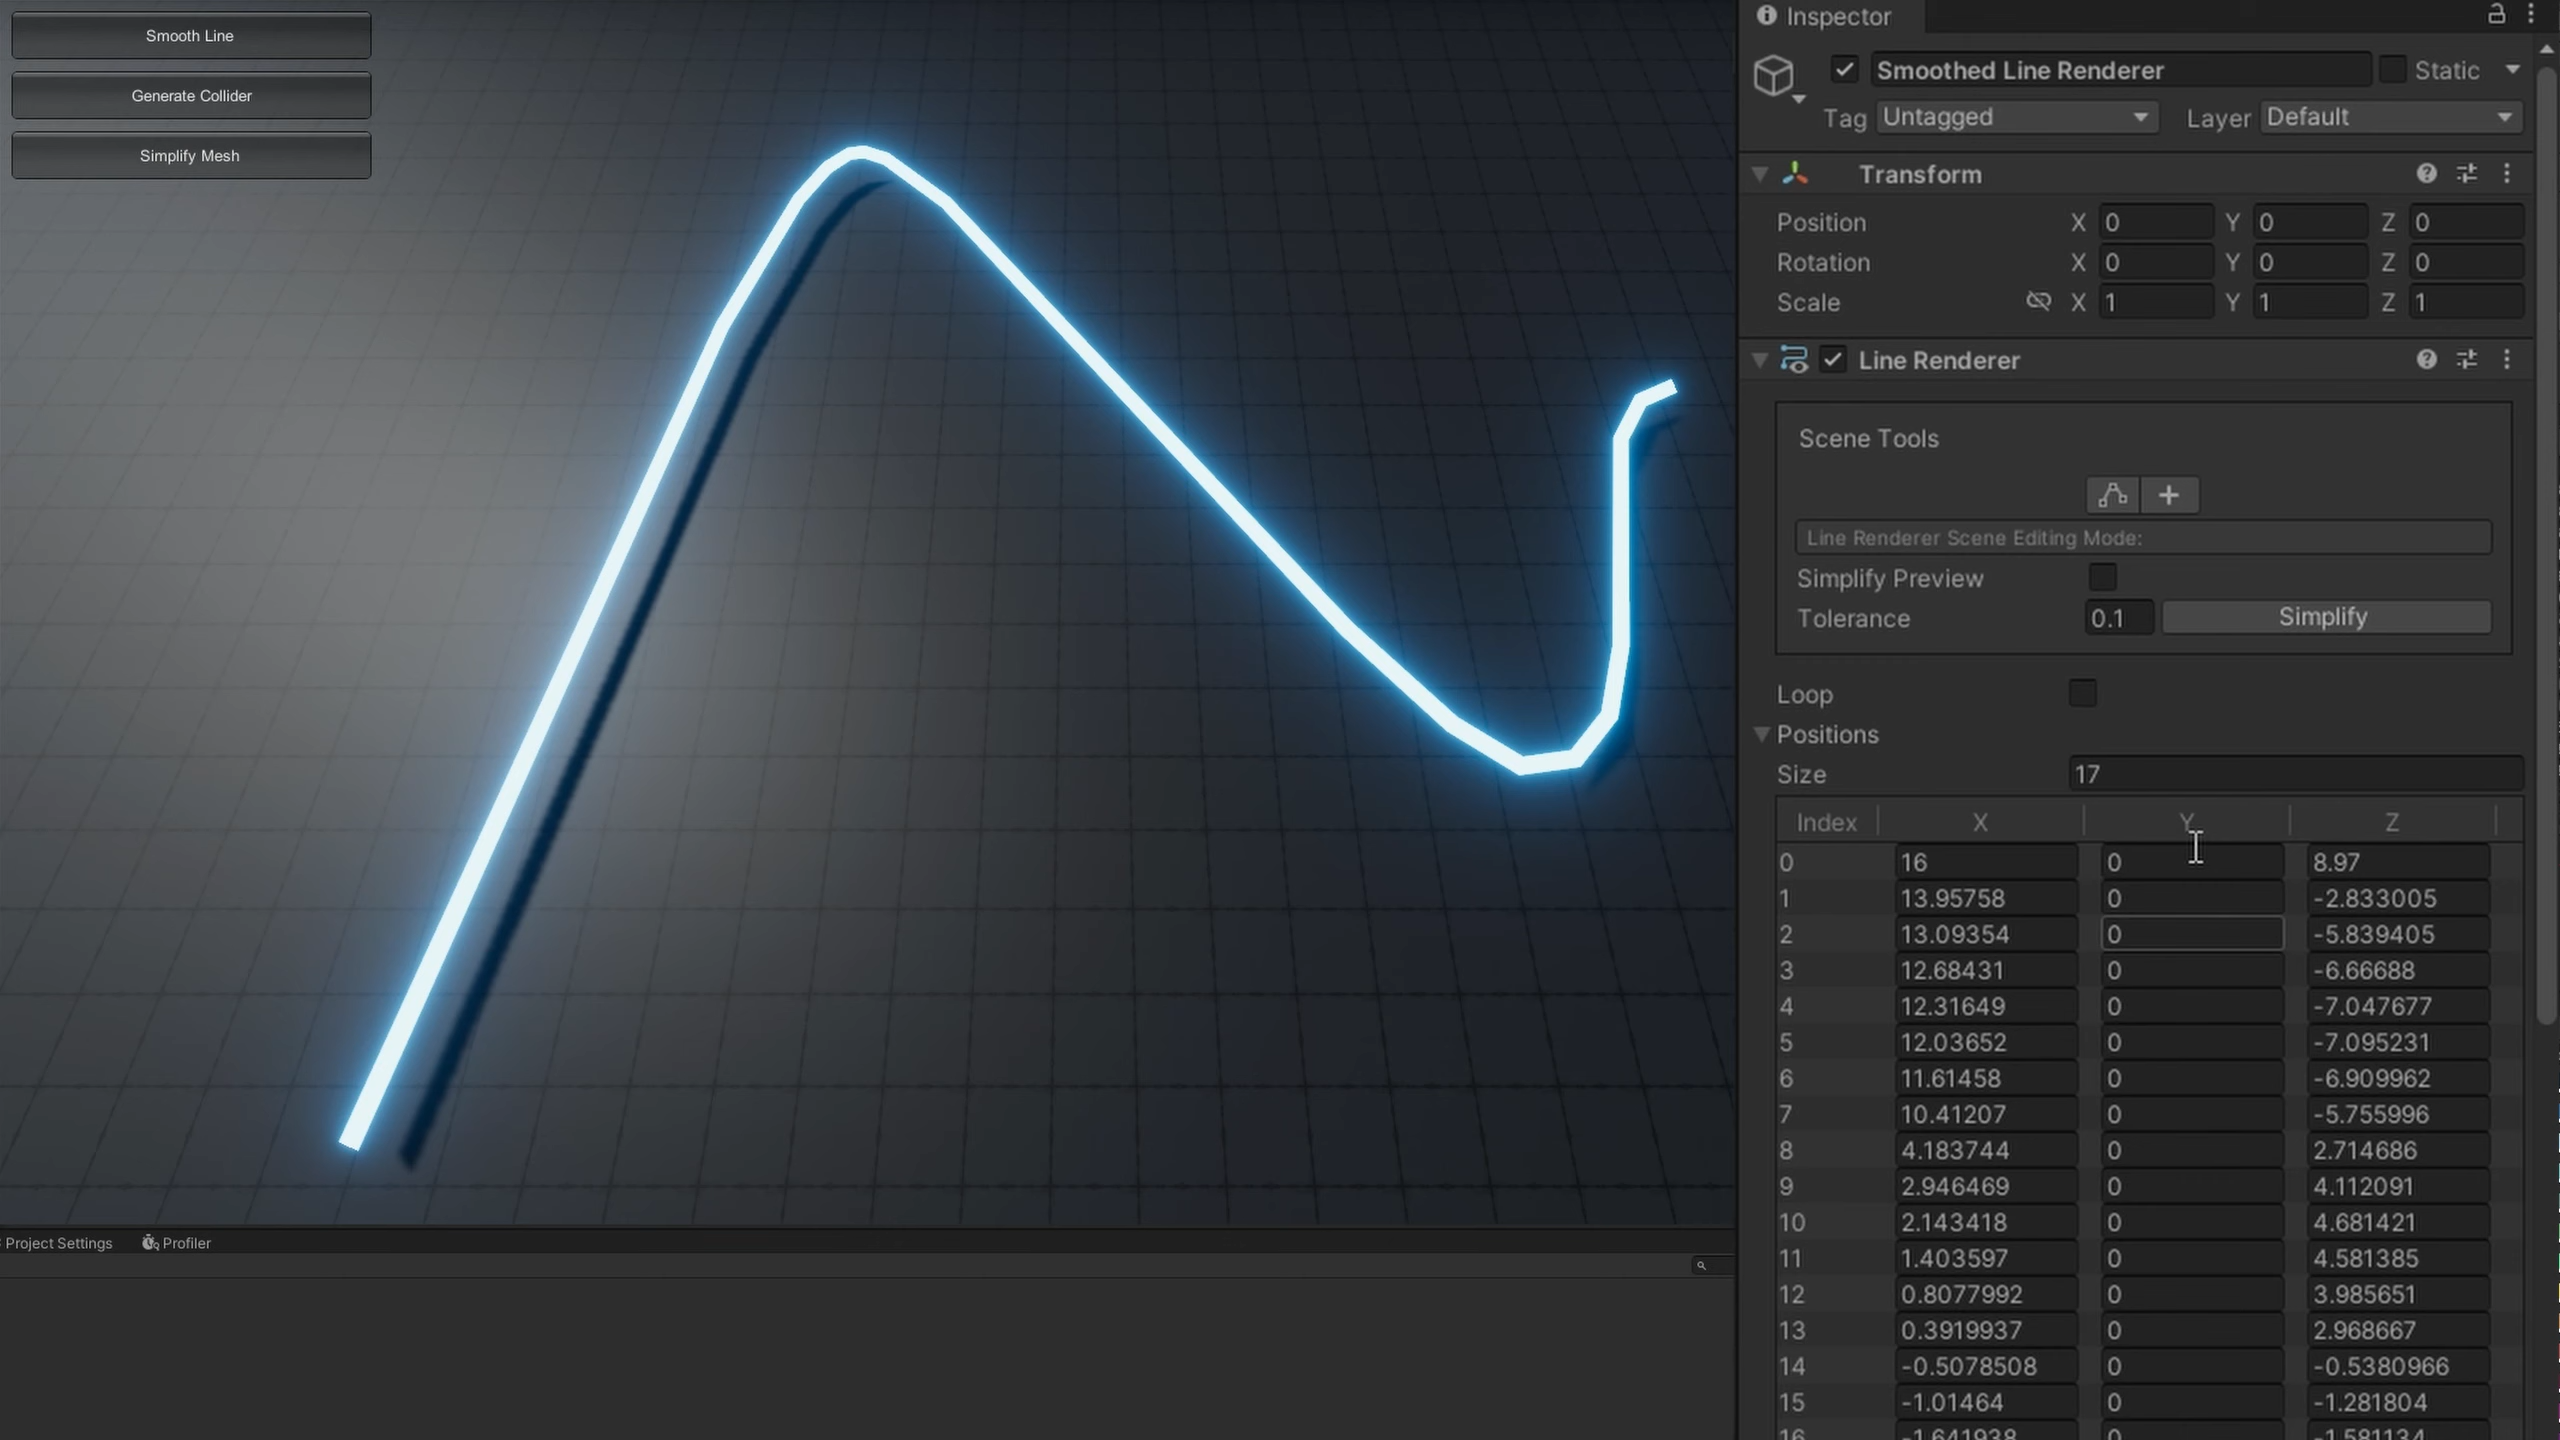 Smooth Line
Generate Collider
Simplify Mesh
Project Settings
Profiler
Inspector
Smoothed Line Renderer
Static
Tag Untagged Layer Default
Transform
Position X 0 Y 0 Z 0
Rotation X 0 Y 0 Z 0
Scale X 1 Y 1 Z 1
Line Renderer
Scene Tools
Line Renderer Scene Editing Mode:
Simplify Preview
Tolerance 0.1 Simplify
Loop
Positions
Size 17
Index X Y Z
0 16 0 8.97
1 13.95758 0 -2.833005
2 13.09354 0 -5.839405
3 12.68431 0 -6.66688
4 12.31649 0 -7.047677
5 12.03652 0 -7.095231
6 11.61458 0 -6.909962
7 10.41207 0 -5.755996
8 4.183744 0 2.714686
9 2.946469 0 4.112091
10 2.143418 0 4.681421
11 1.403597 0 4.581385
12 0.8077992 0 3.985651
13 0.3919937 0 2.968667
14 -0.5078508 0 -0.5380966
15 -1.01464 0 -1.281804
16 -1.641938 0 -1.581134